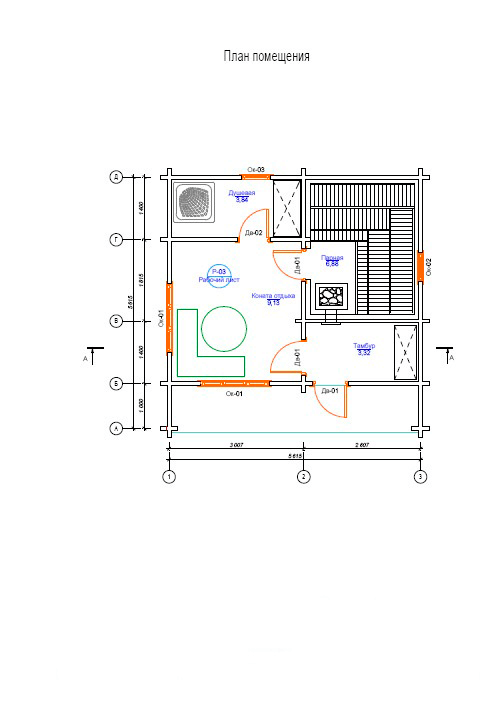 План помещения
Ок-03
Д
Душевая
3,84
1 400
Дв-02
Г
Парная
6,88
Дв-01
Ок-02
Р-03
Рабочий лист
1 815
5 615
Комната отдыха
9,13
Ок-01
В
Тамбур
3,32
Дв-01
1 400
А
А
Б
Ок-01
Дв-01
1 000
А
3 007
2 607
5 615
1
2
3